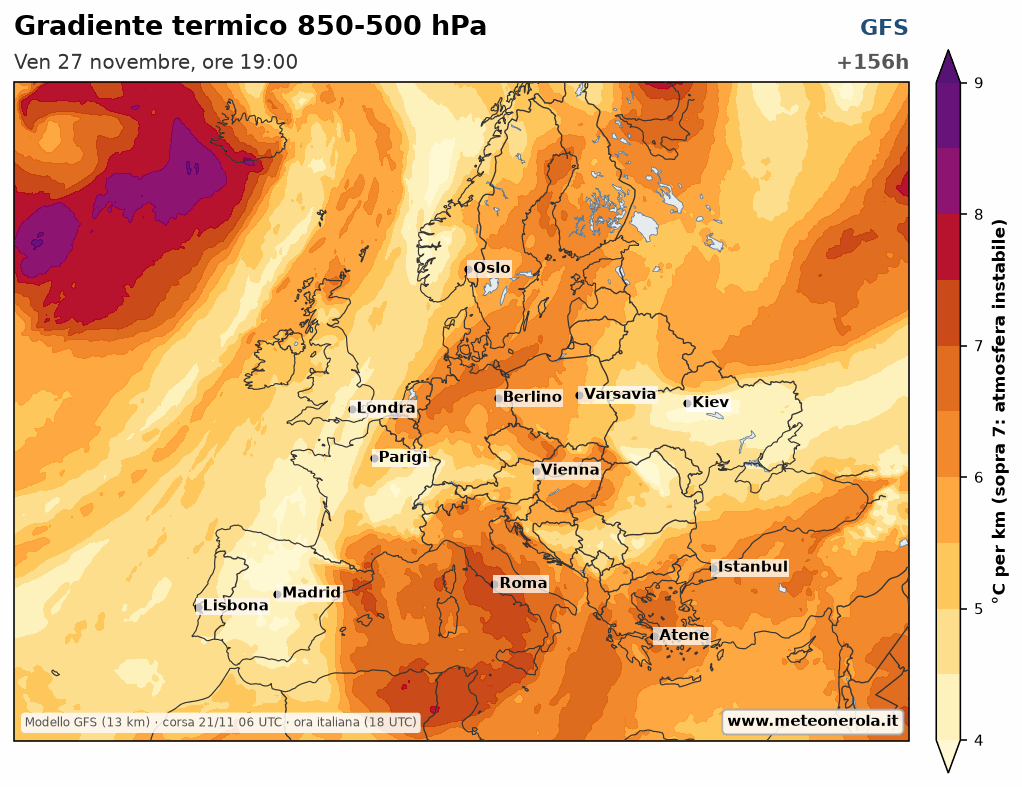 Gradiente termico 850-500 hPa
GFS
Ven 27 novembre, ore 19:00
+156h
Oslo
Londra
Berlino
Varsavia
Kiev
Parigi
Vienna
Madrid
Lisbona
Roma
Istanbul
Atene
Modello GFS (13 km) · corsa 21/11 06 UTC · ora italiana (18 UTC)
www.meteonerola.it
9
8
7
6
5
4
°C per km (sopra 7: atmosfera instabile)